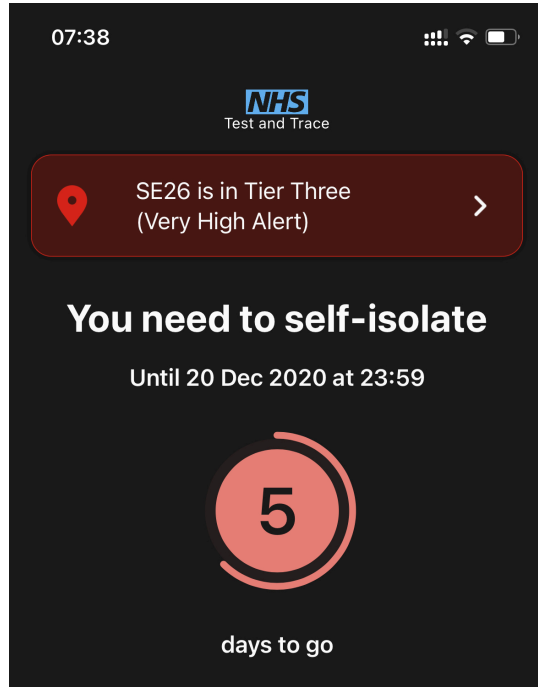 07:38
NHS
Test and Trace
SE26 is in Tier Three
(Very High Alert)
You need to self-isolate
Until 20 Dec 2020 at 23:59
5
days to go